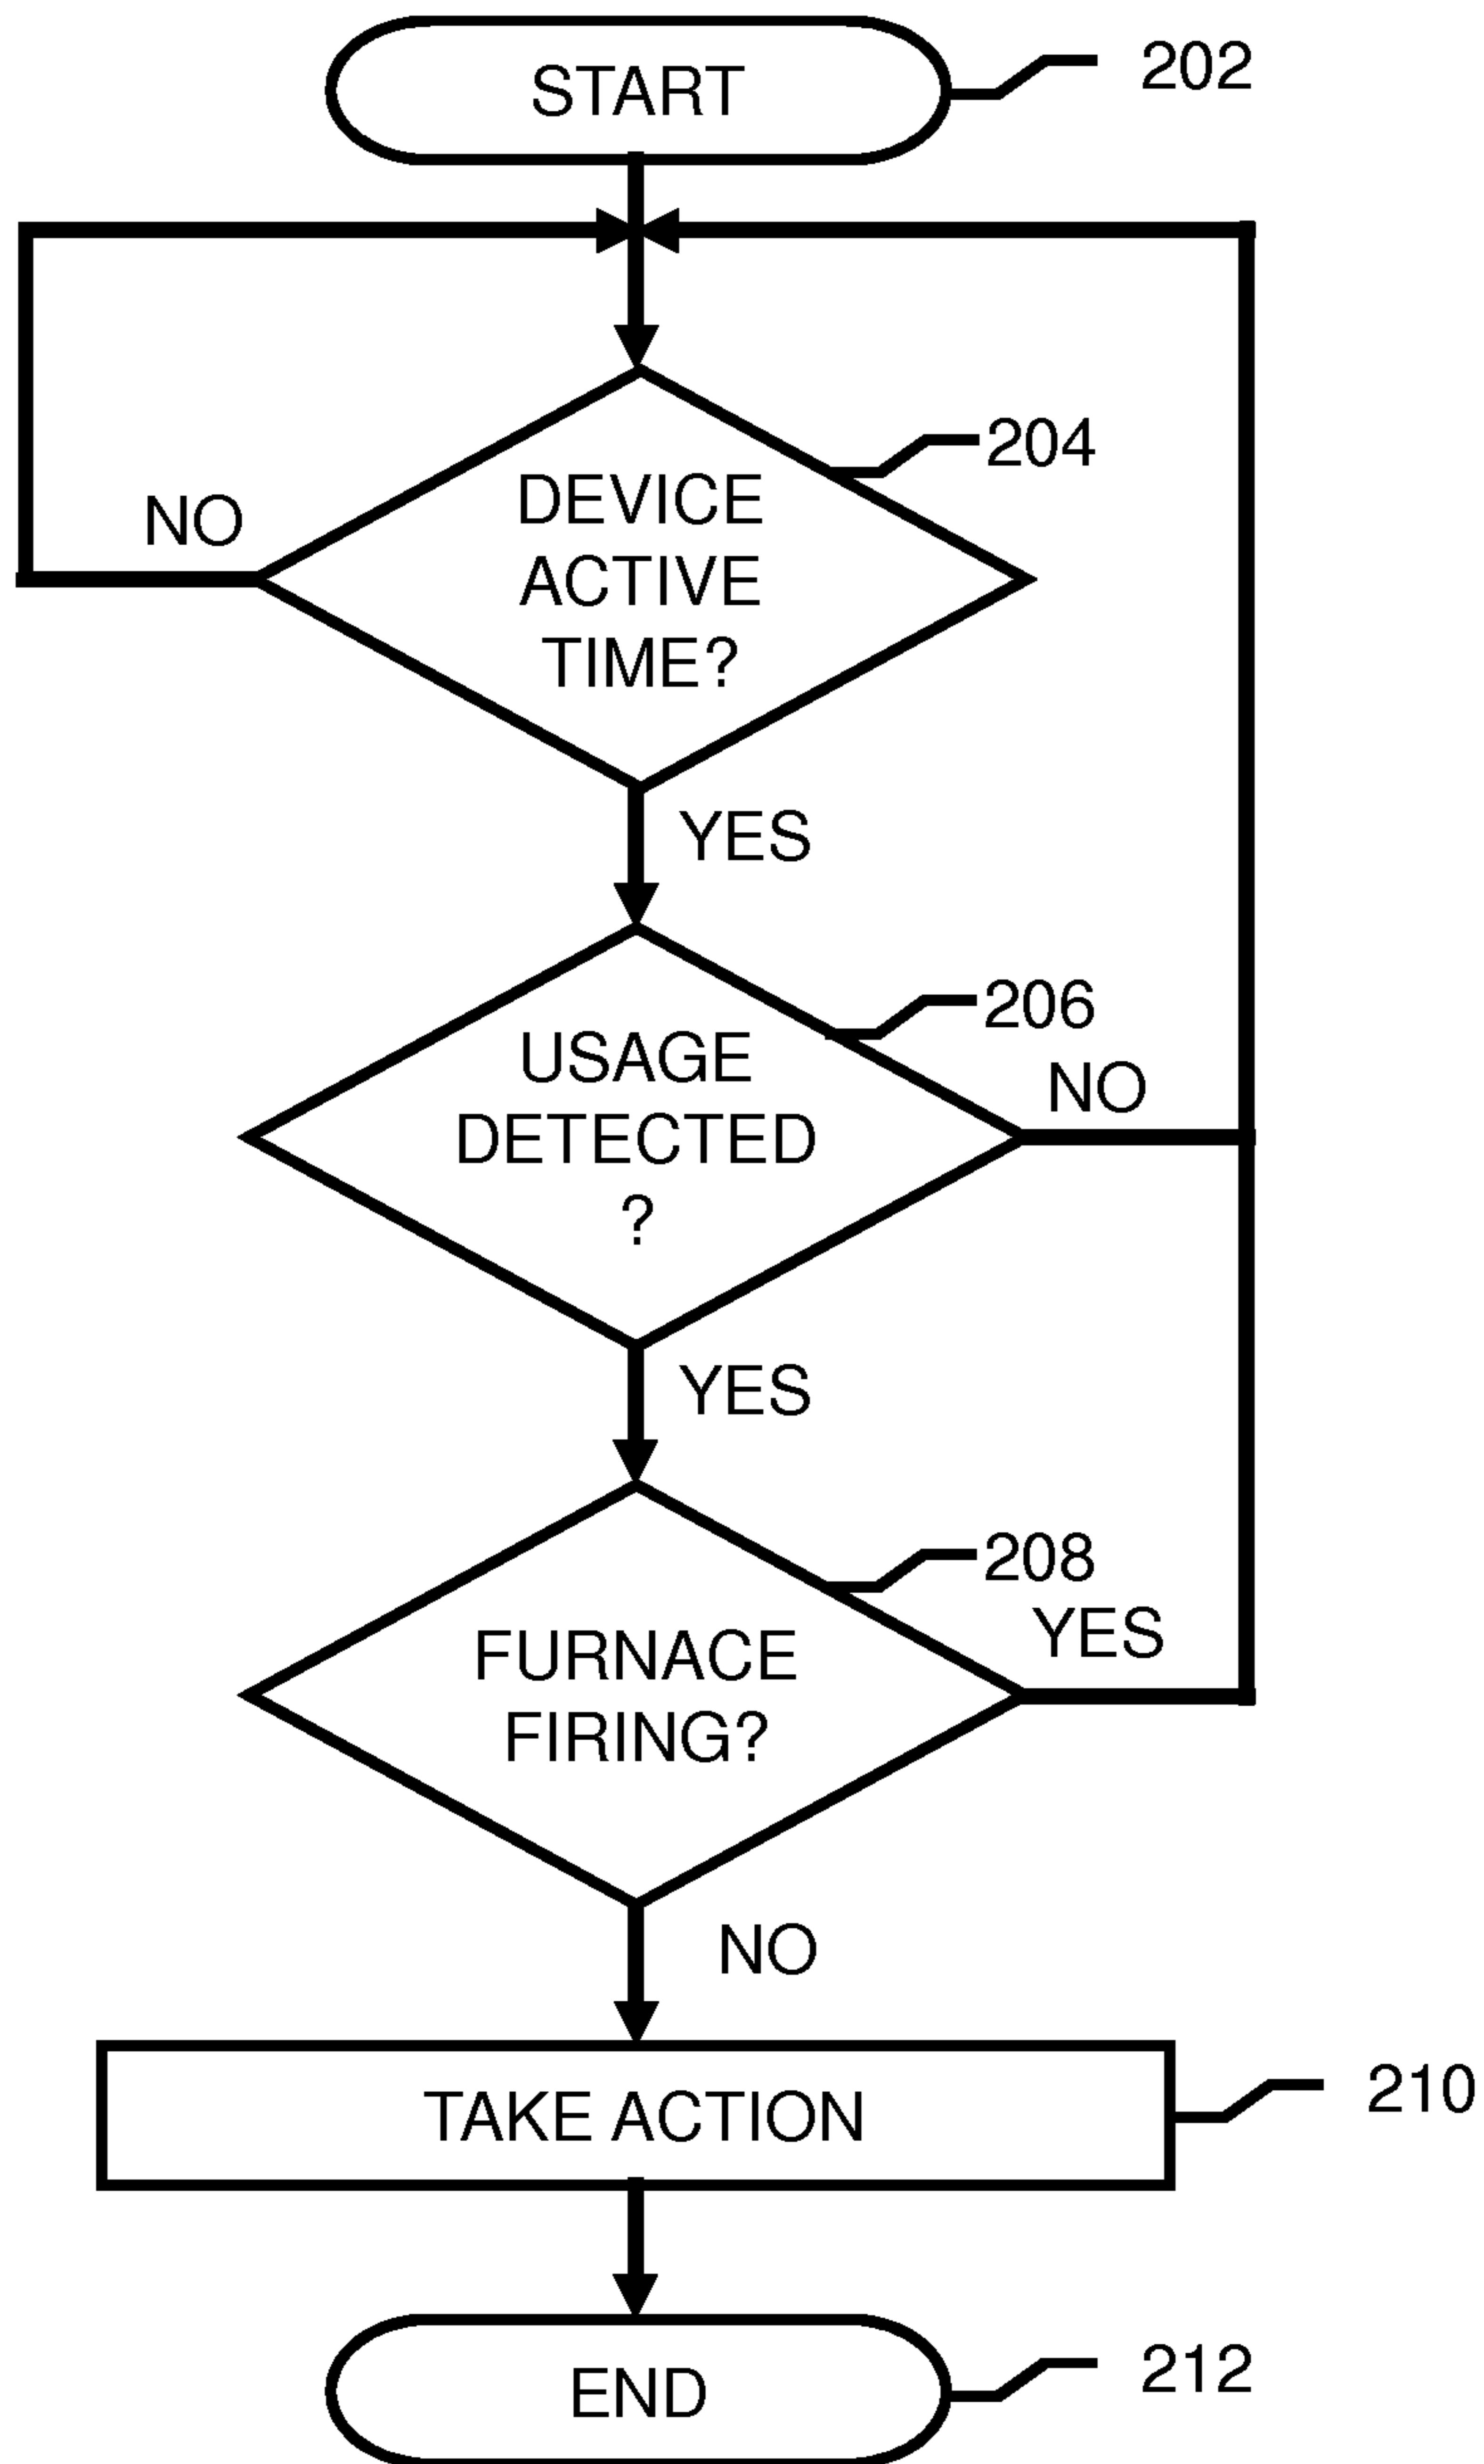 START
202
204
DEVICE
ACTIVE
TIME?
NO
YES
206
USAGE
DETECTED
?
NO
YES
208
YES
FURNACE
FIRING?
NO
TAKE ACTION
210
END
212